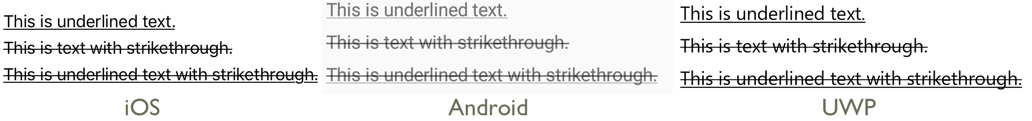 This is underlined text.
This is text with strikethrough.
This is underlined text with strikethrough.
iOS
This is underlined text.
This is text with strikethrough.
This is underlined text with strikethrough.
Android
This is underlined text.
This is text with strikethrough.
This is underlined text with strikethrough.
UWP